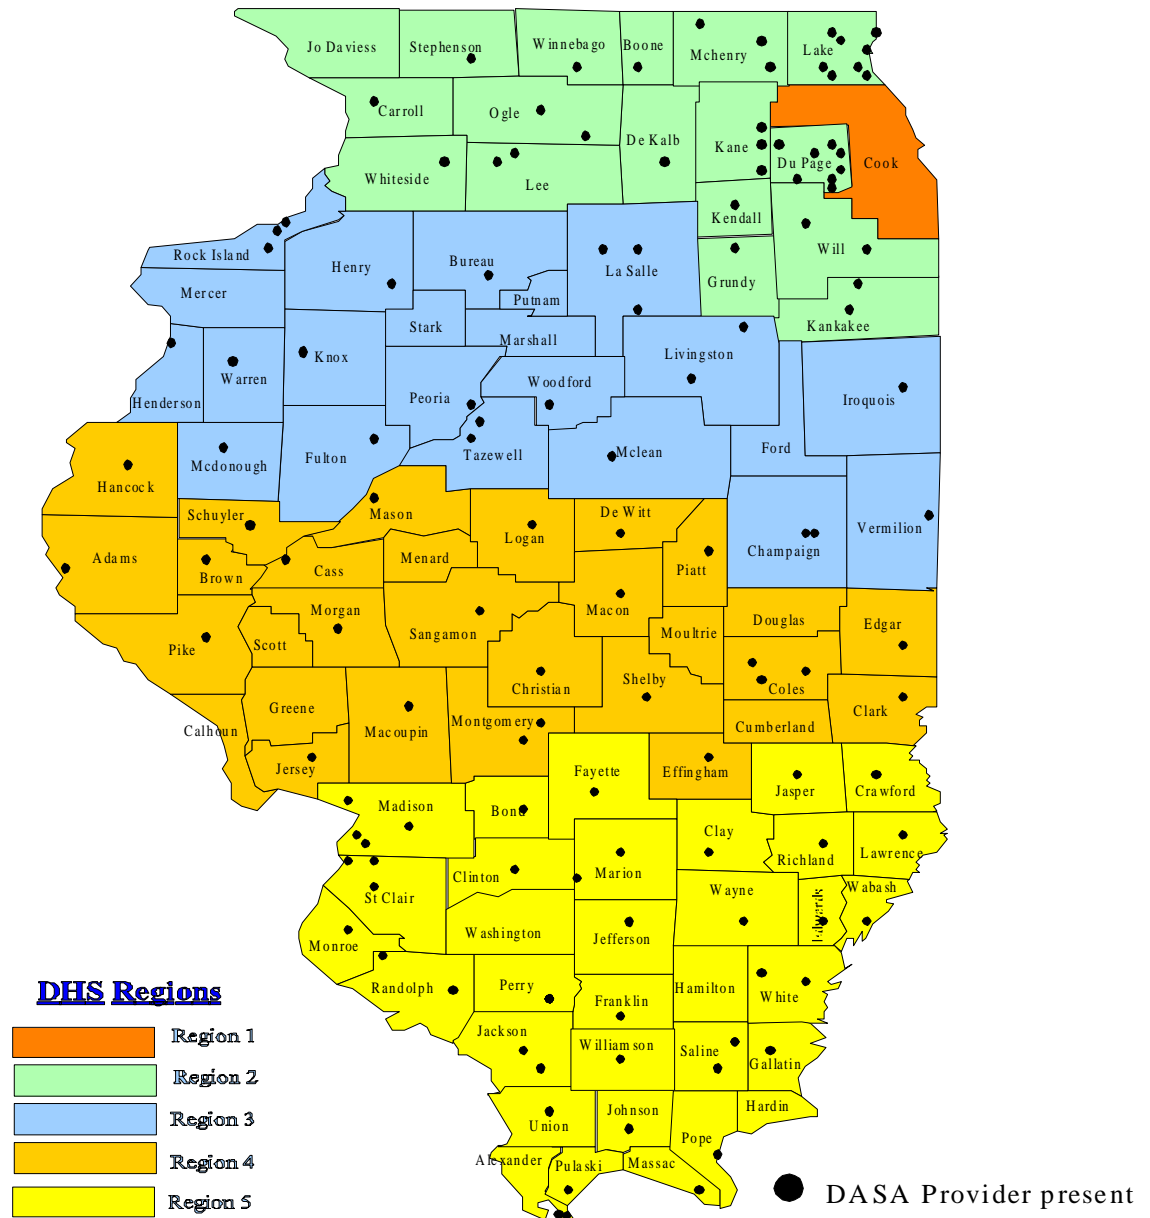 Jo Daviess
Stephenson
Winnebago
Boone
Mchenry
Lake
Carroll
Ogle
De Kalb
Kane
Du Page
Cook
Whiteside
Lee
Kendall
Will
Rock Island
Henry
Bureau
La Salle
Grundy
Mercer
Putnam
Kankakee
Stark
Marshall
Knox
Warren
Henderson
Peoria
Woodford
Livingston
Iroquois
Mcdonough
Fulton
Tazewell
Mclean
Ford
Hancock
Schuyler
Mason
Logan
De Witt
Champaign
Vermilion
Adams
Brown
Cass
Menard
Piatt
Morgan
Sangamon
Macon
Moultrie
Douglas
Edgar
Pike
Scott
Christian
Shelby
Coles
Clark
Greene
Calhoun
Macoupin
Montgomery
Cumberland
Jersey
Fayette
Effingham
Jasper
Crawford
Madison
Bond
Clay
Richland
Lawrence
Clinton
Marion
Wayne
Edwards
Wabash
St Clair
Washington
Jefferson
Monroe
Randolph
Perry
Franklin
Hamilton
White
Jackson
Williamson
Saline
Gallatin
Union
Johnson
Hardin
Pope
Alexander
Pulaski
Massac
DHS Regions
Region 1
Region 2
Region 3
Region 4
Region 5
DASA Provider present